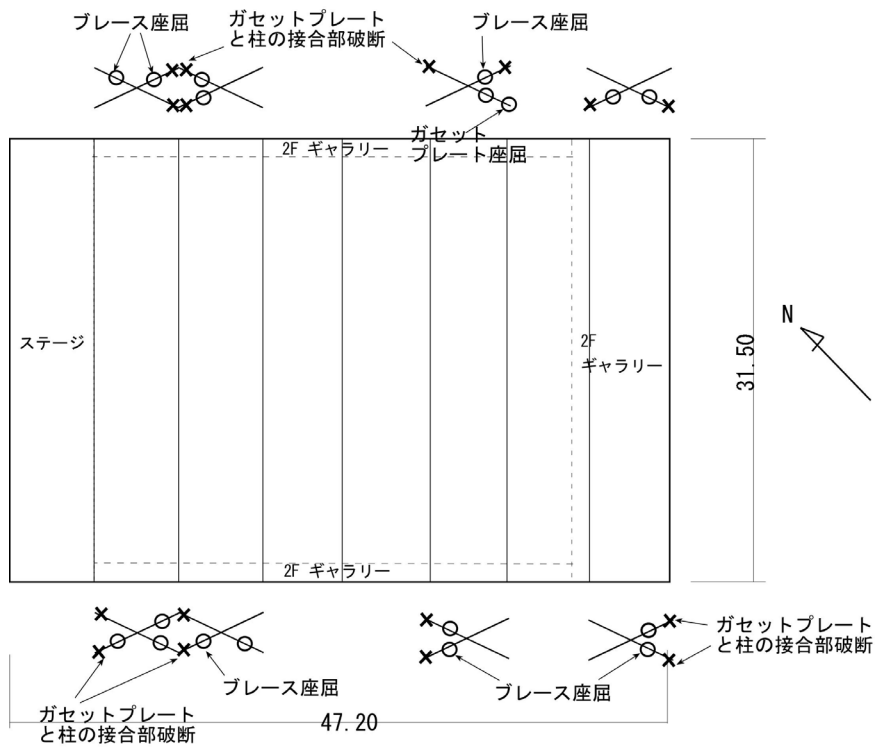 ブレース座屈
ガセットプレート
と柱の接合部破断
ブレース座屈
ガセット
プレート座屈
2F ギャラリー
ステージ
2F
ギャラリー
31.50
N
2F ギャラリー
ガセットプレート
と柱の接合部破断
ブレース座屈
ブレース座屈
ガセットプレート
と柱の接合部破断
47.20